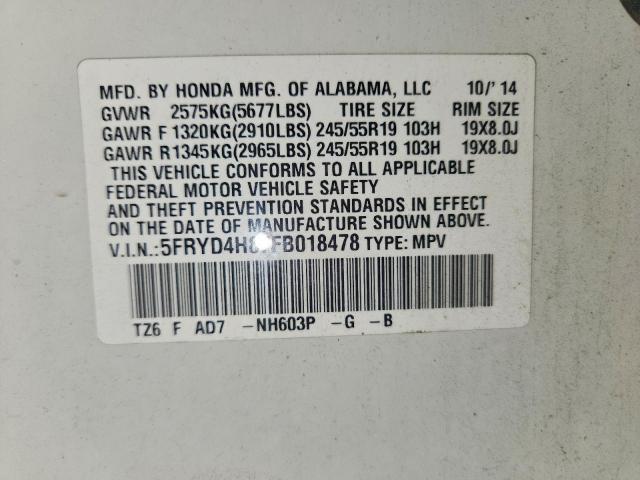 MFD. BY HONDA MFG. OF ALABAMA, LLC 10/'14
GVWR 2575KG(5677LBS) TIRE SIZE RIM SIZE
GAWR F 1320KG(2910LBS) 245/55R19 103H 19X8.0J
GAWR R 1345KG(2965LBS) 245/55R19 103H 19X8.0J
THIS VEHICLE CONFORMS TO ALL APPLICABLE
FEDERAL MOTOR VEHICLE SAFETY
AND THEFT PREVENTION STANDARDS IN EFFECT
ON THE DATE OF MANUFACTURE SHOWN ABOVE.
V.I.N.: TYPE: MPV
TZ6 F AD7 -NH603P -G -B